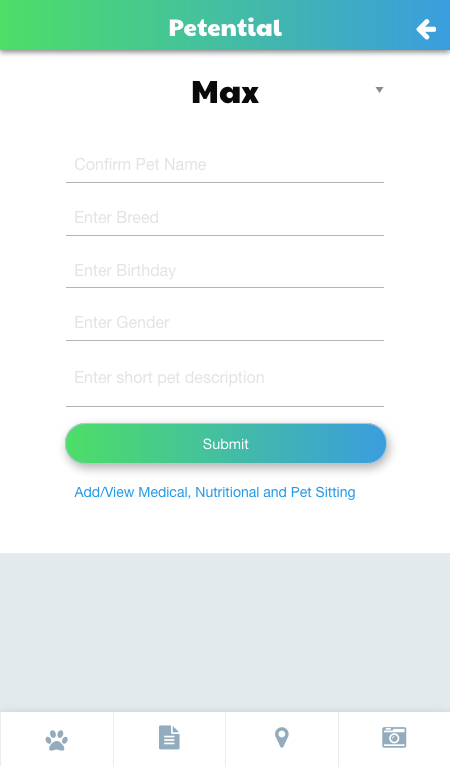 Petential
Max
Confirm Pet Name
Enter Breed
Enter Birthday
Enter Gender
Enter short pet description
Submit
Add/View Medical, Nutritional and Pet Sitting